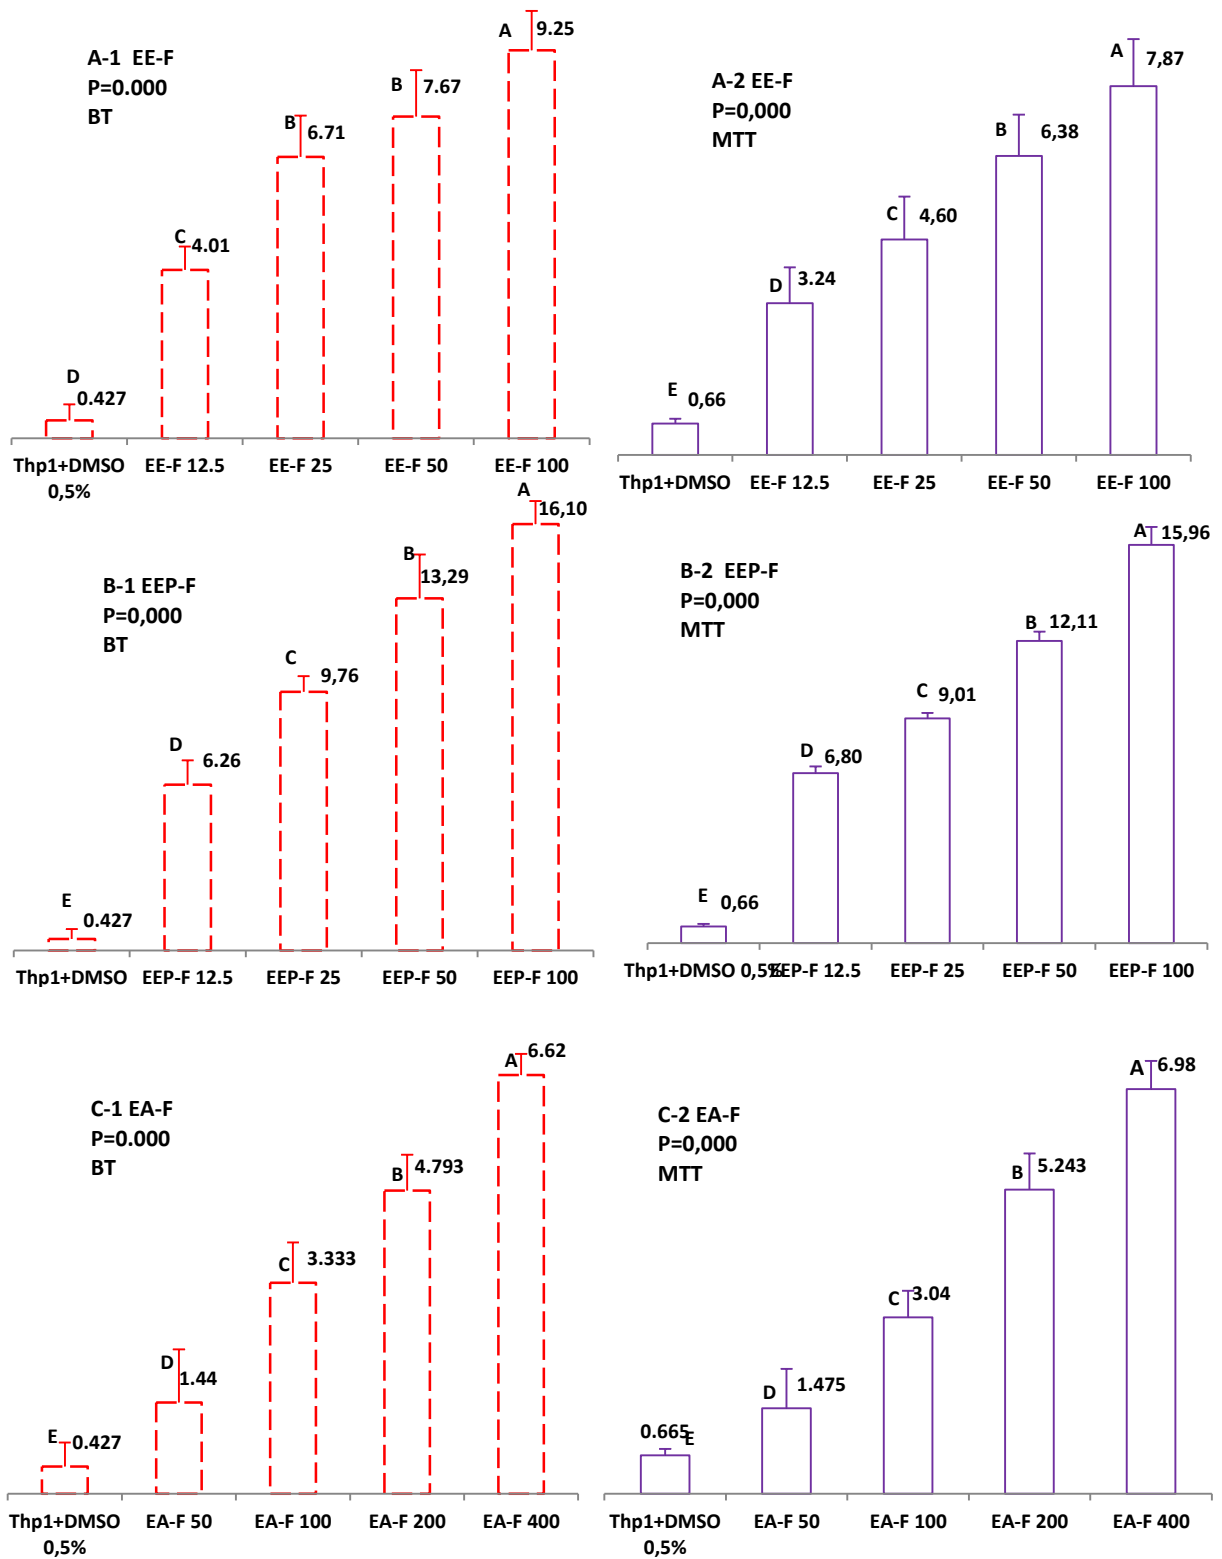 A-1 EE-F
P=0.000
BT
D
0.427
C
4.01
B
6.71
B
7.67
A
9.25
Thp1+DMSO
0,5%
EE-F 12.5
EE-F 25
EE-F 50
EE-F 100
A-2 EE-F
P=0,000
MTT
E
0,66
D
3.24
C
4,60
B
6,38
A
7,87
Thp1+DMSO
EE-F 12.5
EE-F 25
EE-F 50
EE-F 100
B-1 EEP-F
P=0,000
BT
E
0.427
D
6.26
C
9,76
B
13,29
A
16,10
Thp1+DMSO
EEP-F 12.5
EEP-F 25
EEP-F 50
EEP-F 100
B-2 EEP-F
P=0,000
MTT
E
0,66
D
6,80
C
9,01
B
12,11
A
15,96
Thp1+DMSO 0,5%
EEP-F 12.5
EEP-F 25
EEP-F 50
EEP-F 100
C-1 EA-F
P=0.000
BT
E
0.427
D
1.44
C
3.333
B
4.793
A
6.62
Thp1+DMSO
0,5%
EA-F 50
EA-F 100
EA-F 200
EA-F 400
C-2 EA-F
P=0,000
MTT
0.665
E
D
1.475
C
3.04
B
5.243
A
6.98
Thp1+DMSO
0,5%
EA-F 50
EA-F 100
EA-F 200
EA-F 400